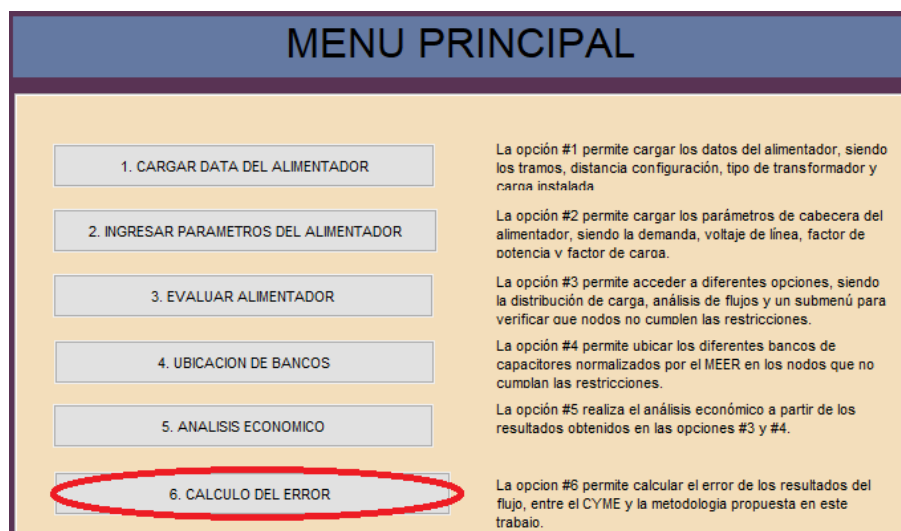 MENU PRINCIPAL
1. CARGAR DATA DEL ALIMENTADOR
La opción #1 permite cargar los datos del alimentador, siendo
los tramos, distancia configuración, tipo de transformador y
carga instalada
2. INGRESAR PARAMETROS DEL ALIMENTADOR
La opción #2 permite cargar los parámetros de cabecera del
alimentador, siendo la demanda, voltaje de línea, factor de
potencia y factor de carga.
3. EVALUAR ALIMENTADOR
La opción #3 permite acceder a diferentes opciones, siendo
la distribución de carga, análisis de flujos y un submenú para
verificar que nodos no cumplen las restricciones.
4. UBICACION DE BANCOS
La opción #4 permite ubicar los diferentes bancos de
capacitores normalizados por el MEER en los nodos que no
cumplan las restricciones.
5. ANALISIS ECONOMICO
La opción #5 realiza el análisis económico a partir de los
resultados obtenidos en las opciones #3 y #4.
6. CALCULO DEL ERROR
La opción #6 permite calcular el error de los resultados del
flujo, entre el CYME y la metodologia propuesta en este
trabajo.